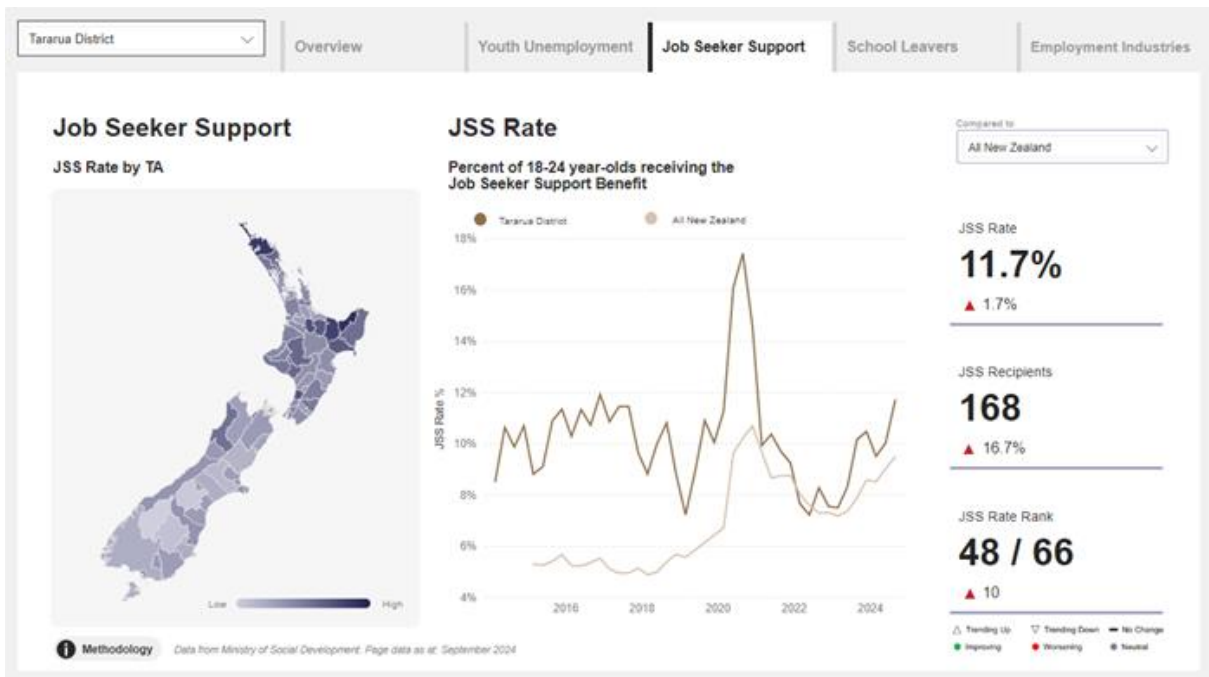 Tararua District
Overview
Youth Unemployment
Job Seeker Support
School Leavers
Employment Industries
Job Seeker Support
JSS Rate by TA
Low
High
JSS Rate
Percent of 18-24 year-olds receiving the
Job Seeker Support Benefit
Tararua District
All New Zealand
18%
16%
14%
12%
10%
8%
6%
4%
JSS Rate %
2016
2018
2020
2022
2024
Compared to
All New Zealand
JSS Rate
11.7%
▲ 1.7%
JSS Recipients
168
▲ 16.7%
JSS Rate Rank
48 / 66
▲ 10
Trending Up
Trending Down
No Change
Improving
Worsening
Neutral
Methodology
Data from Ministry of Social Development. Page data as at: September 2024